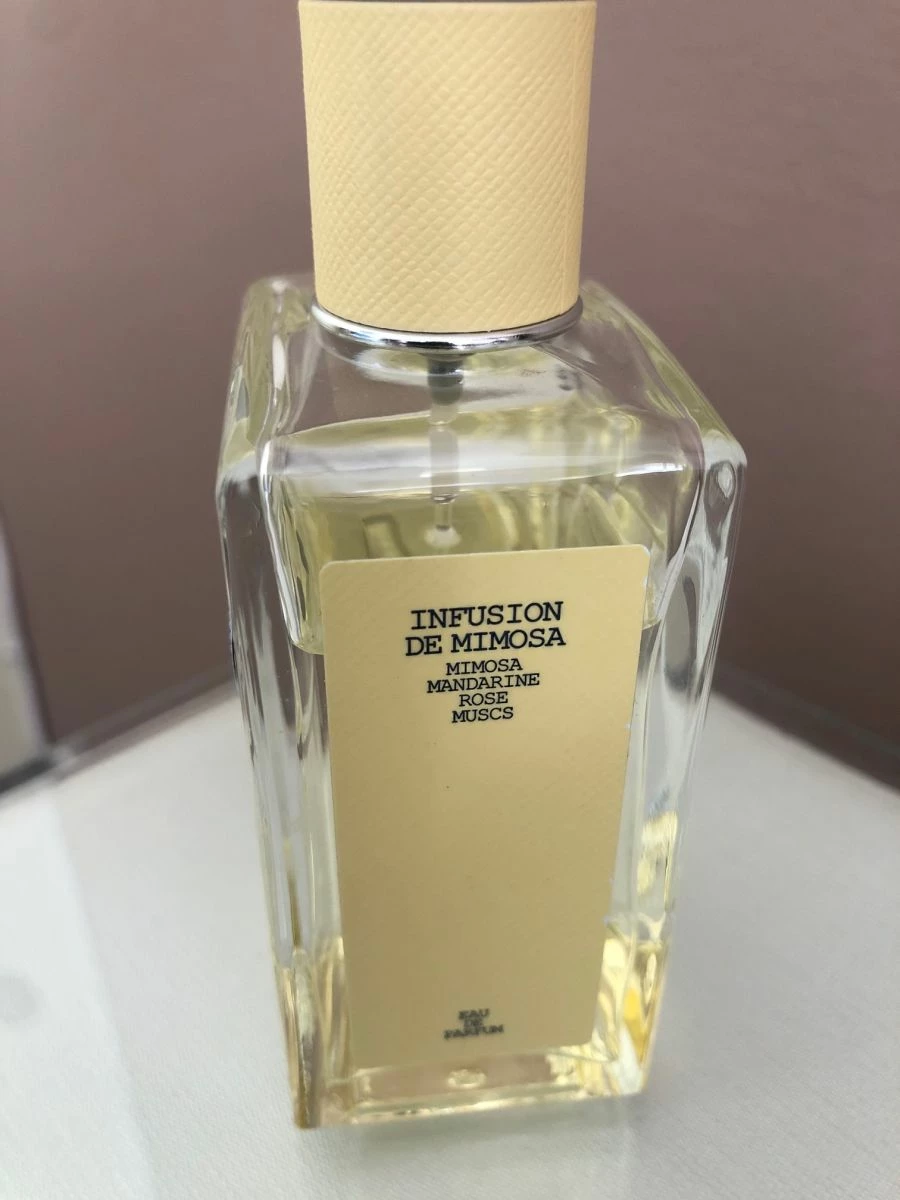 INFUSION
DE MIMOSA
MIMOSA
MANDARINE
ROSE
MUSCS
EAU
DE
PARFUM